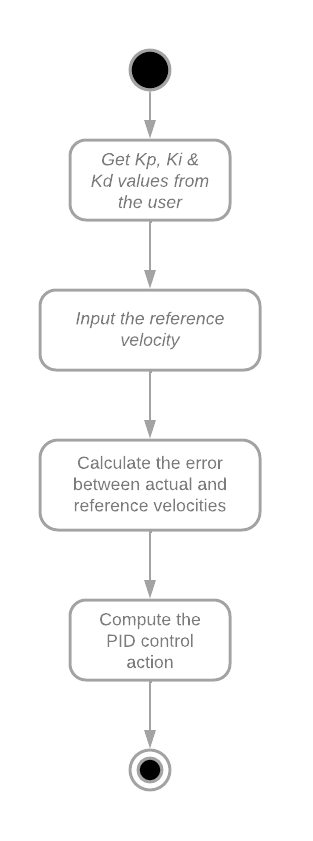 Get Kp, Ki &
Kd values from
the user
Input the reference
velocity
Calculate the error
between actual and
reference velocities
Compute the
PID control
action